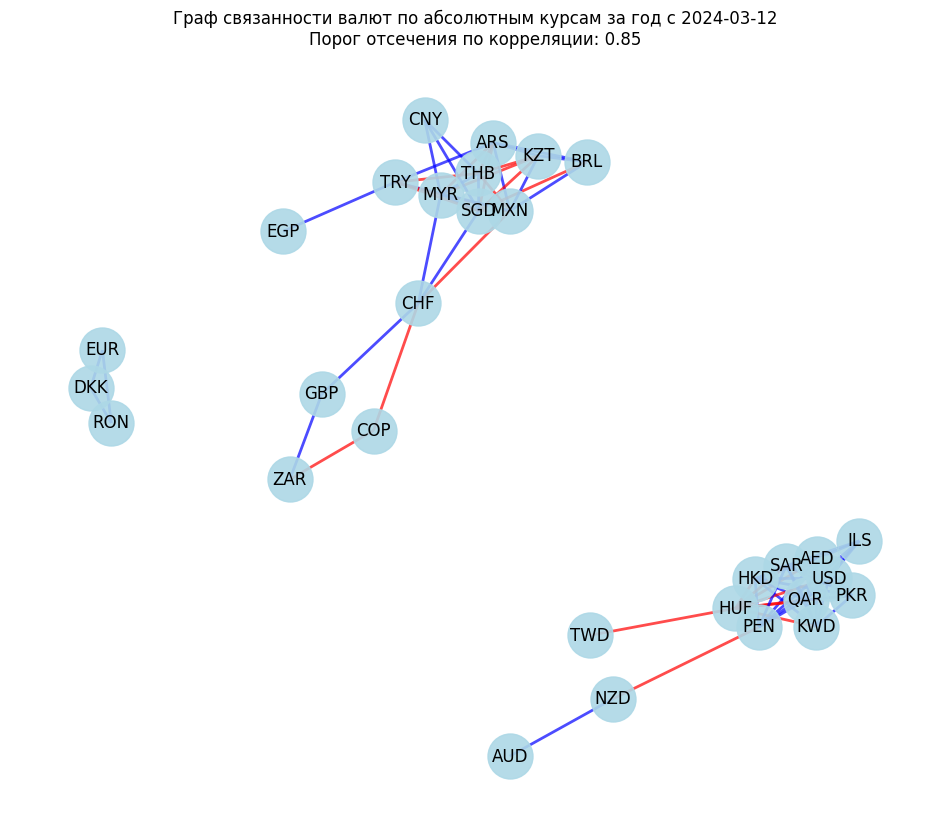 Граф связанности валют по абсолютным курсам за год с 2024-03-12
Порог отсечения по корреляции: 0.85
CNY
ARS
KZT
BRL
THB
TRY
MYR
SGD
MXN
EGP
CHF
EUR
DKK
GBP
RON
COP
ZAR
ILS
AED
SAR
HKD
USD
PKR
QAR
HUF
PEN
KWD
TWD
NZD
AUD